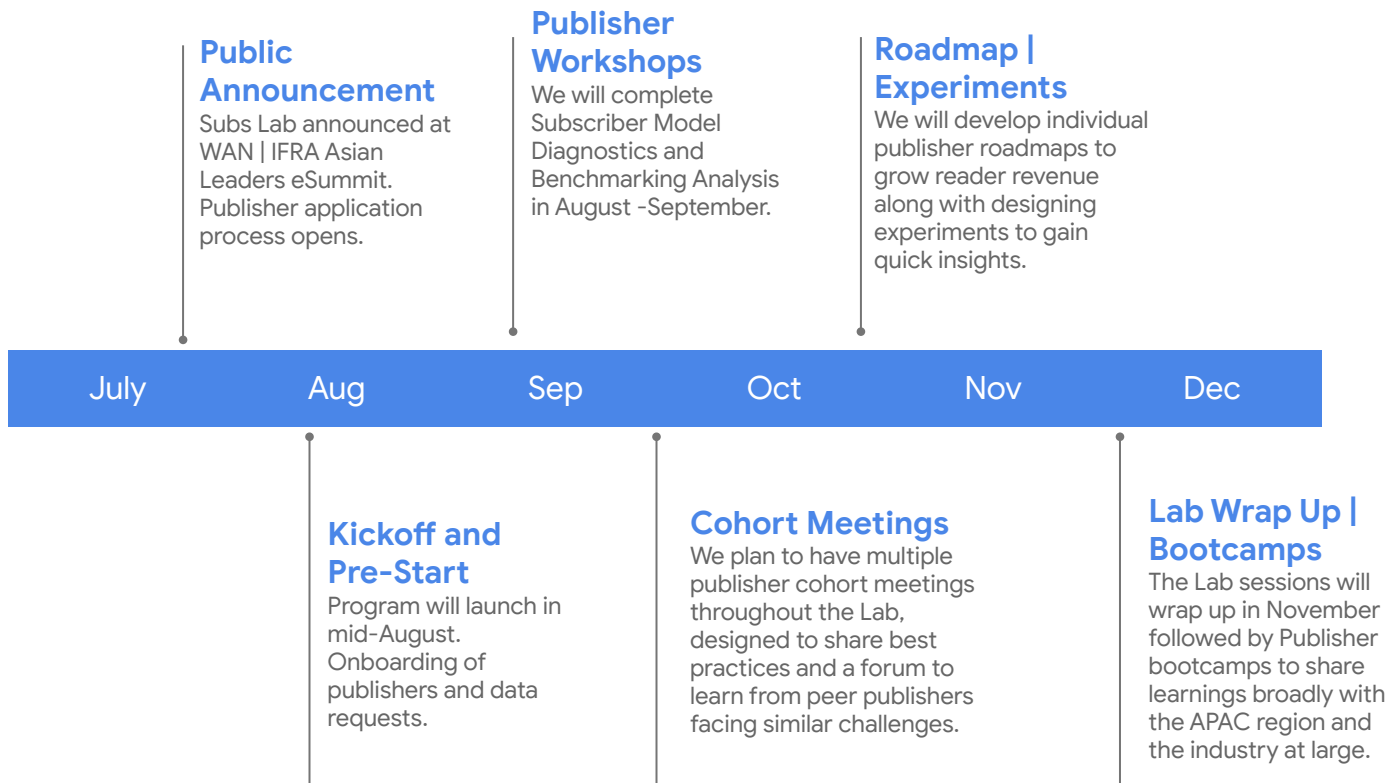 Public
Announcement
Subs Lab announced at
WAN | IFRA Asian
Leaders eSummit.
Publisher application
process opens.
Publisher
Workshops
We will complete
Subscriber Model
Diagnostics and
Benchmarking Analysis
in August -September.
Roadmap |
Experiments
We will develop individual
publisher roadmaps to
grow reader revenue
along with designing
experiments to gain
quick insights.
July
Aug
Sep
Oct
Nov
Dec
Kickoff and
Pre-Start
Program will launch in
mid-August.
Onboarding of
publishers and data
requests.
Cohort Meetings
We plan to have multiple
publisher cohort meetings
throughout the Lab,
designed to share best
practices and a forum to
learn from peer publishers
facing similar challenges.
Lab Wrap Up |
Bootcamps
The Lab sessions will
wrap up in November
followed by Publisher
bootcamps to share
learnings broadly with
the APAC region and
the industry at large.